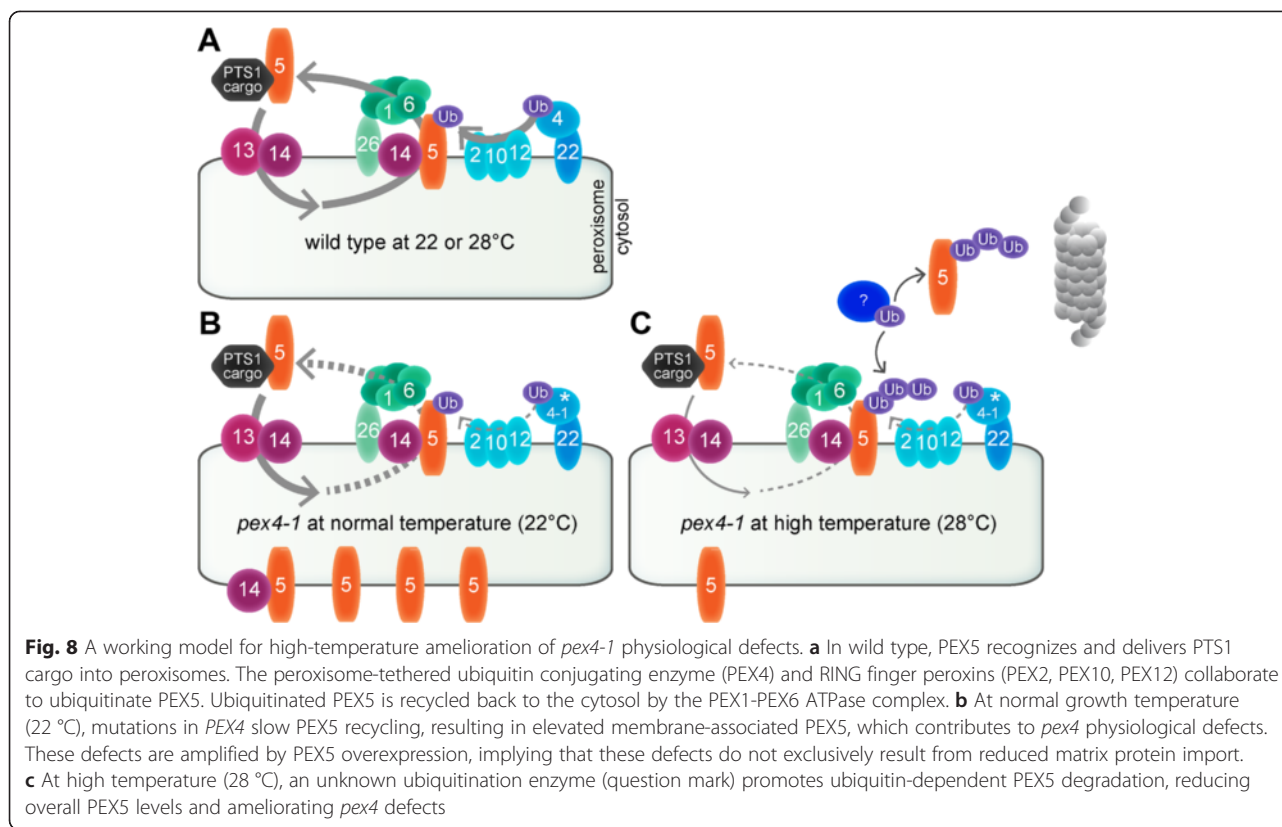 A
PTS1
cargo
5
13
14
1
6
26
14
5
Ub
2
10
12
Ub
4
22
wild type at 22 or 28°C
peroxisome
cytosol
B
PTS1
cargo
5
13
14
1
6
26
14
5
Ub
2
10
12
Ub
*
4-1
22
pex4-1 at normal temperature (22°C)
14
5
5
5
5
C
?
Ub
5
Ub
Ub
Ub
PTS1
cargo
5
13
14
1
6
26
14
5
Ub
Ub
Ub
2
10
12
Ub
*
4-1
22
pex4-1 at high temperature (28°C)
5
Fig. 8 A working model for high-temperature amelioration of pex4-1 physiological defects. a In wild type, PEX5 recognizes and delivers PTS1
cargo into peroxisomes. The peroxisome-tethered ubiquitin conjugating enzyme (PEX4) and RING finger peroxins (PEX2, PEX10, PEX12) collaborate
to ubiquitinate PEX5. Ubiquitinated PEX5 is recycled back to the cytosol by the PEX1-PEX6 ATPase complex. b At normal growth temperature
(22 °C), mutations in PEX4 slow PEX5 recycling, resulting in elevated membrane-associated PEX5, which contributes to pex4 physiological defects.
These defects are amplified by PEX5 overexpression, implying that these defects do not exclusively result from reduced matrix protein import.
c At high temperature (28 °C), an unknown ubiquitination enzyme (question mark) promotes ubiquitin-dependent PEX5 degradation, reducing
overall PEX5 levels and ameliorating pex4 defects